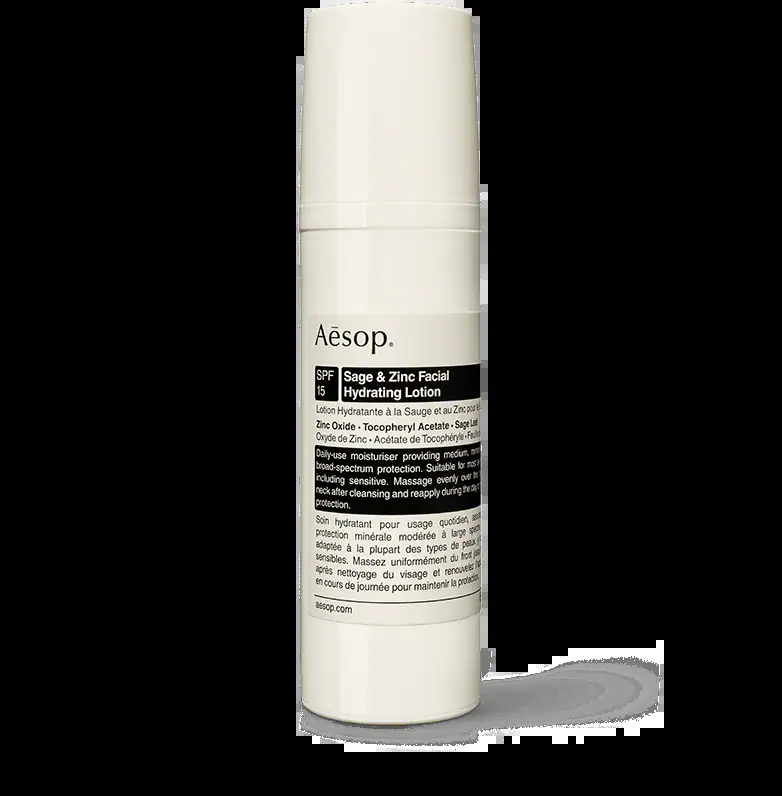 Aēsop®
SPF
15
Sage & Zinc Facial
Hydrating Lotion
Lotion Hydratante à la Sauge et au Zinc pour
Zinc Oxide • Tocopheryl Acetate • Sage Leaf
Oxyde de Zinc • Acétate de Tocophéryle •
Daily-use moisturiser providing medium,
broad-spectrum protection. Suitable for most
including sensitive. Massage evenly over the
neck after cleansing and reapply during the day
protection.
Soin hydratant pour usage quotidien,
protection minérale modérée à large
adaptée à la plupart des types de peaux,
sensibles. Massez uniformément du front
après nettoyage du visage et renouvelez
en cours de journée pour maintenir la protection.
aesop.com